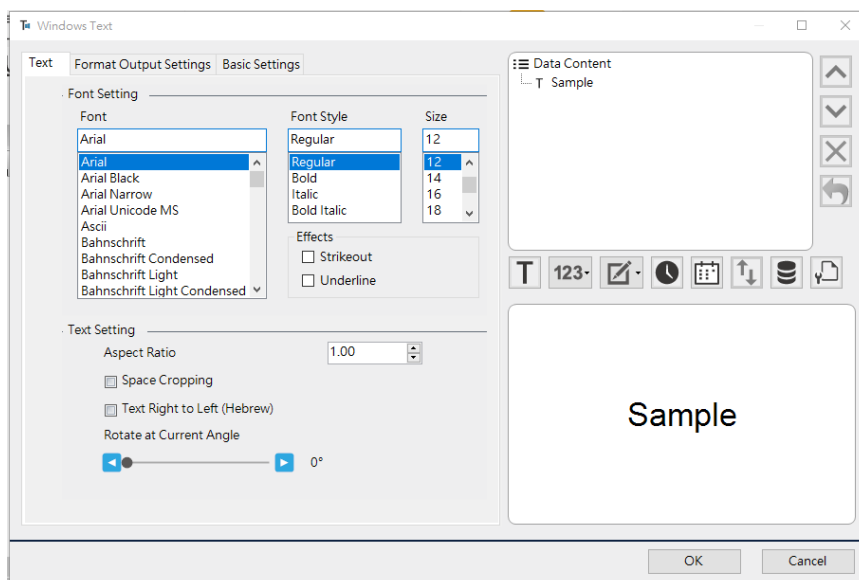 Windows Text
Text
Format Output Settings
Basic Settings
Font Setting
Font
Arial
Arial
Arial Black
Arial Narrow
Arial Unicode MS
Ascii
Bahnschrift
Bahnschrift Condensed
Bahnschrift Light
Bahnschrift Light Condensed
Font Style
Regular
Regular
Bold
Italic
Bold Italic
Size
12
12
14
16
18
Effects
Strikeout
Underline
Text Setting
Aspect Ratio
1.00
Space Cropping
Text Right to Left (Hebrew)
Rotate at Current Angle
0°
Data Content
T Sample
T
123
Sample
OK
Cancel